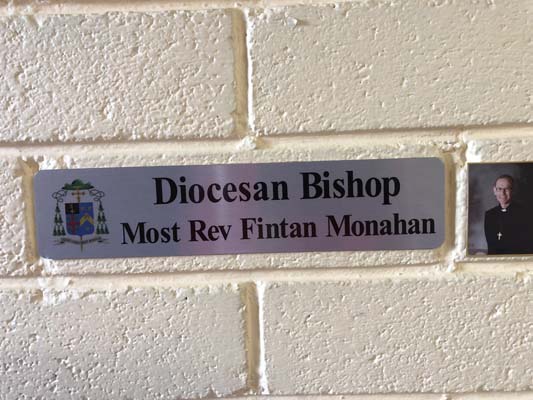 Diocesan Bishop
Most Rev Fintan Monahan